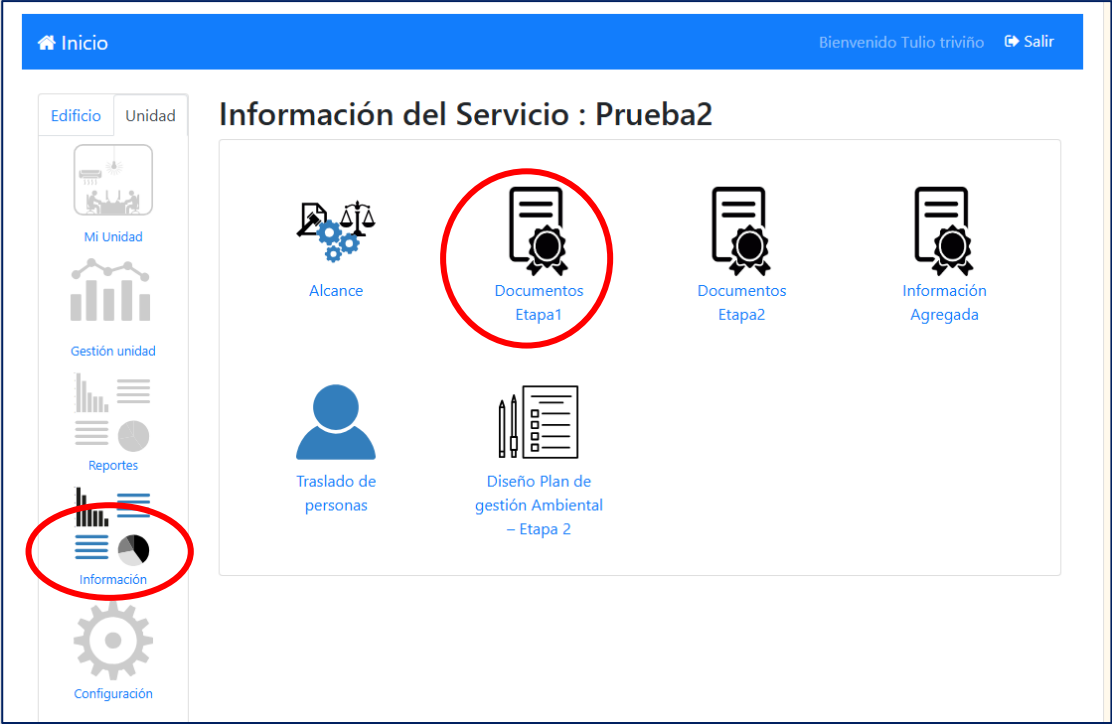 Inicio
Bienvenido Tulio triviño
Salir
Edificio
Unidad
Mi Unidad
Gestión unidad
Reportes
Información
Configuración
Información del Servicio : Prueba2
Alcance
Documentos
Etapa1
Documentos
Etapa2
Información
Agregada
Traslado de
personas
Diseño Plan de
gestión Ambiental
– Etapa 2